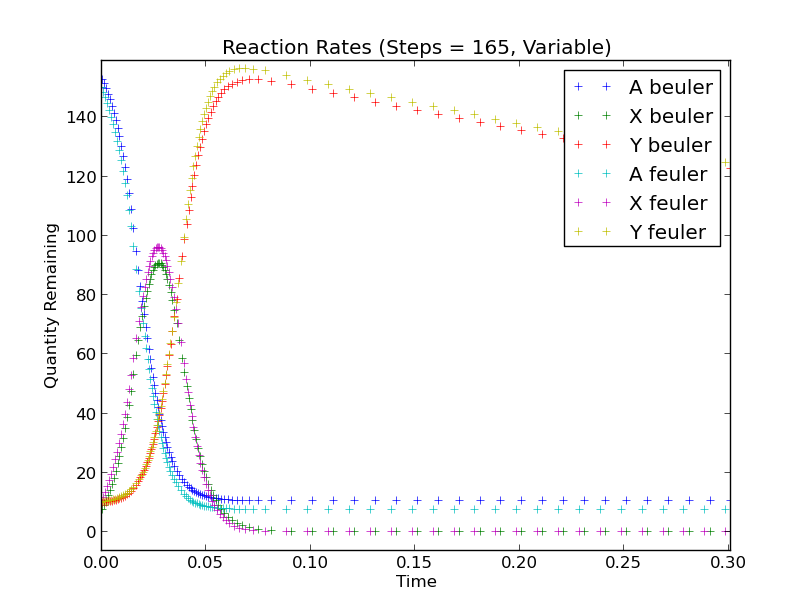 Reaction Rates (Steps = 165, Variable)
A beuler
X beuler
Y beuler
A feuler
X feuler
Y feuler
Quantity Remaining
140
120
100
80
60
40
20
0
0.00 0.05 0.10 0.15 0.20 0.25 0.30
Time